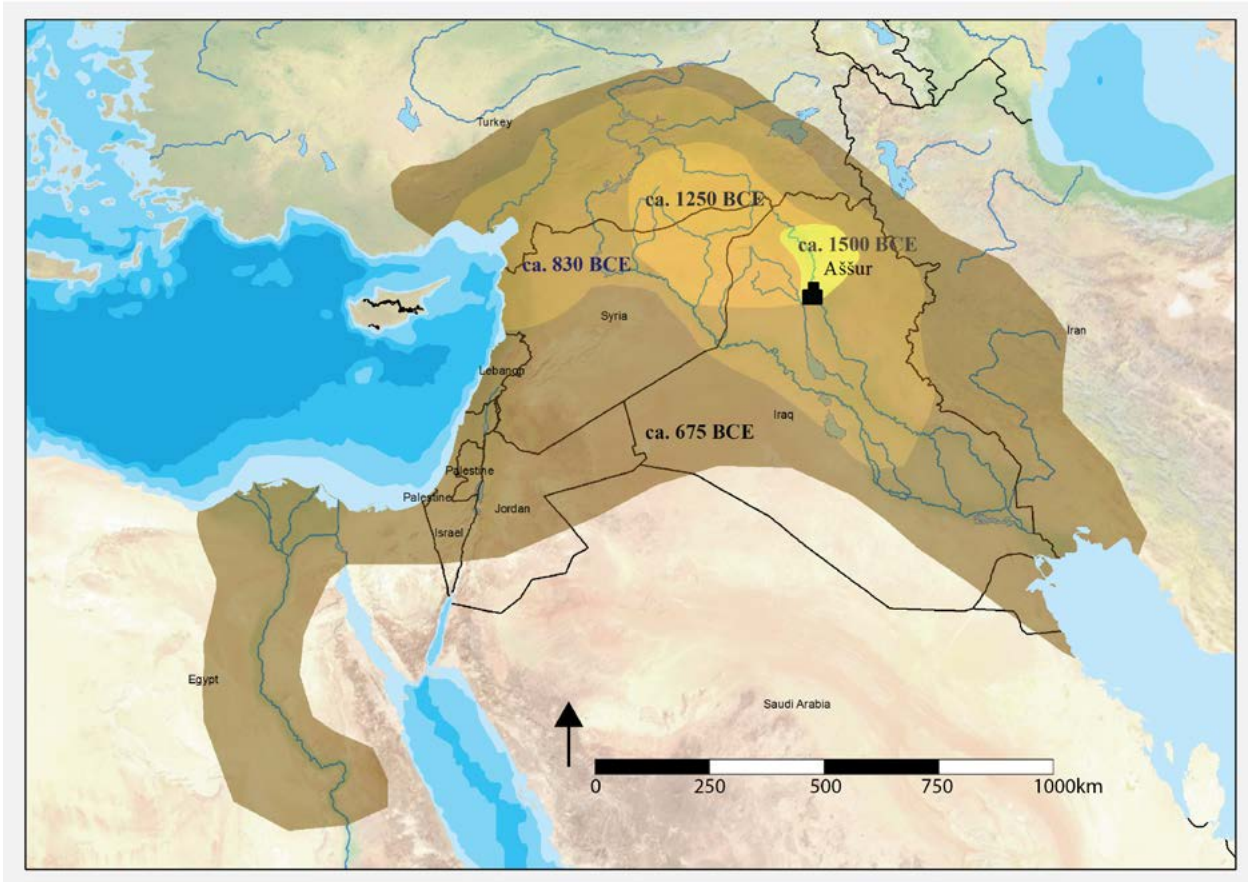 Turkey
ca. 1250 BCE
ca. 1500 BCE
ca. 830 BCE
Aššur
Syria
Iran
Lebanon
Iraq
ca. 675 BCE
Palestine
Palestine
Jordan
Israel
Egypt
Saudi Arabia
0 250 500 750 1000km